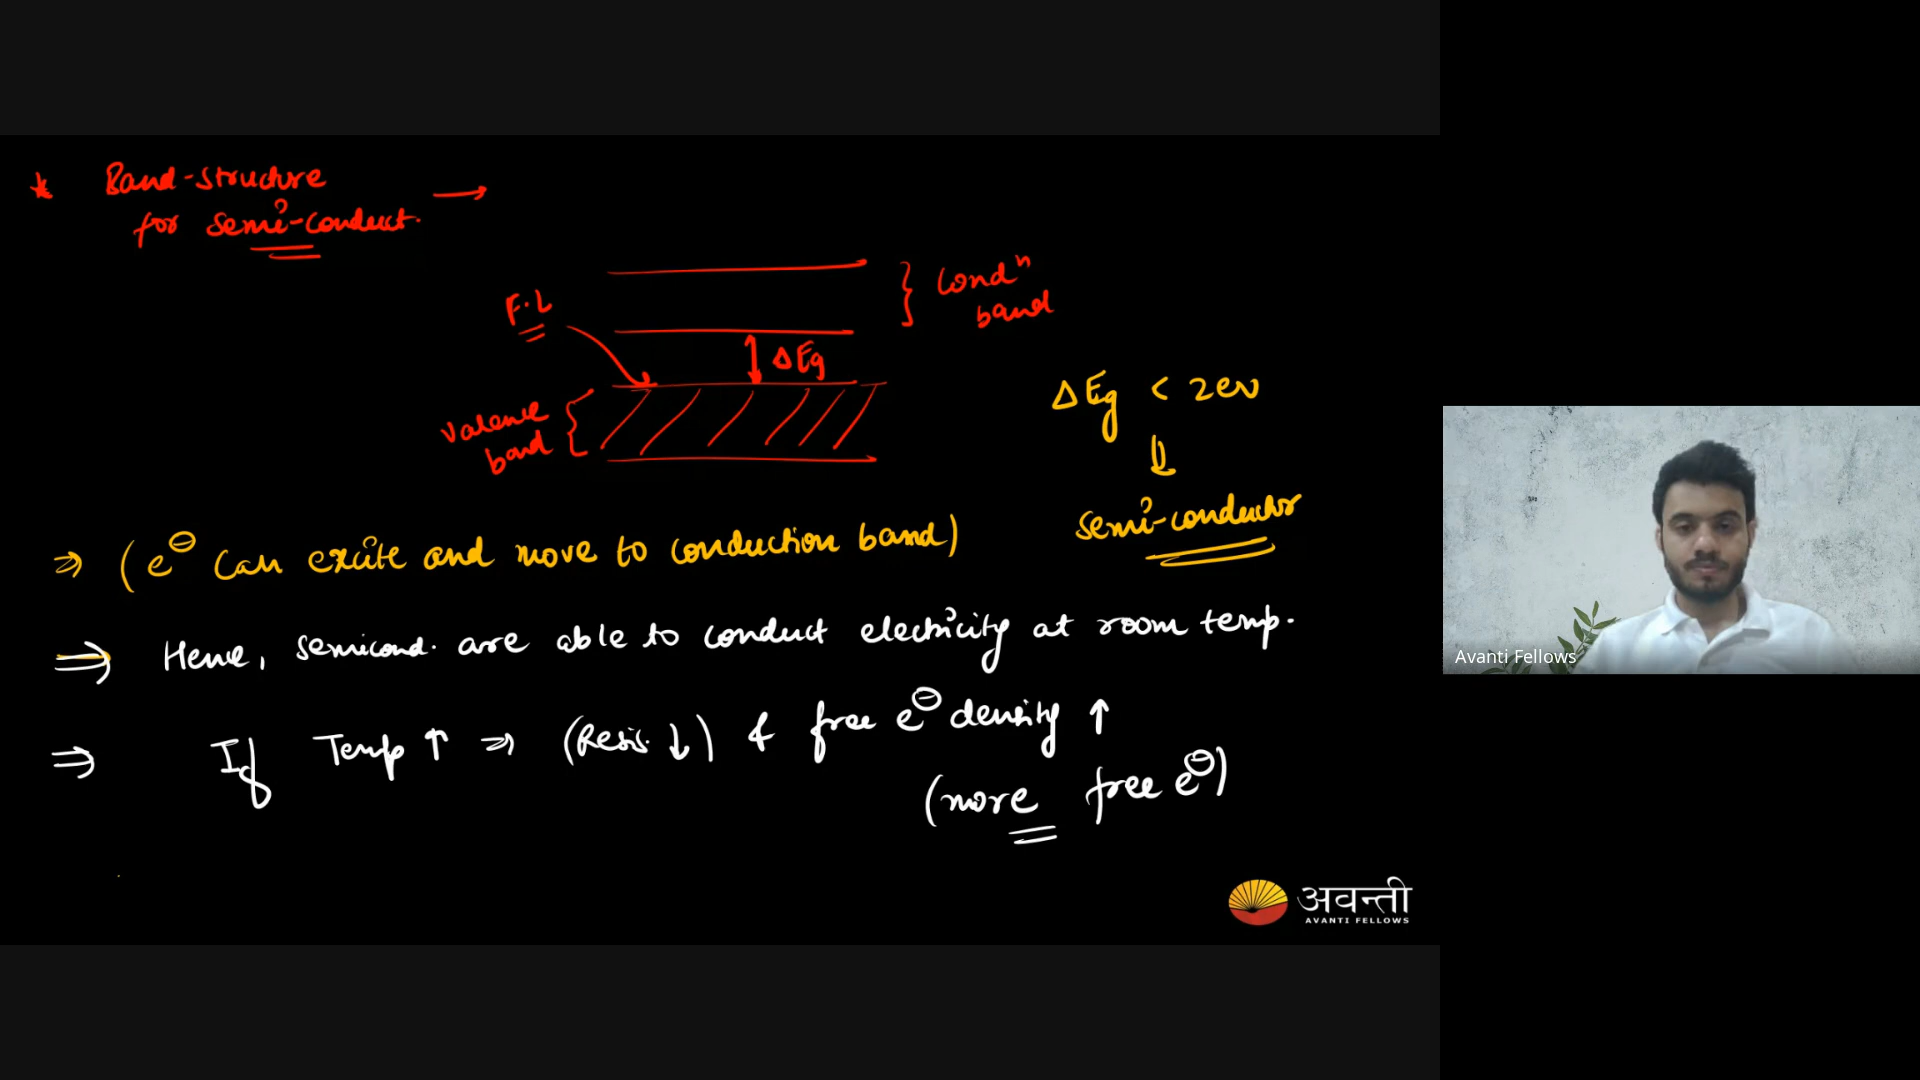 * Band-structure →
for semi-conduct.
} Condⁿ
band
F.L
ΔEg
Valence
band {
ΔEg < 2ev
⇓
semi-conductor
⇒ (e⊖ can excite and move to conduction band)
⇒ Hence, semicond. are able to conduct electricity at room temp.
⇒ If Temp ↑ ⇒ (Resis. ↓) & free e⊖ density ↑
(more free e⊖)
Avanti Fellows
अवन्ती
AVANTI FELLOWS